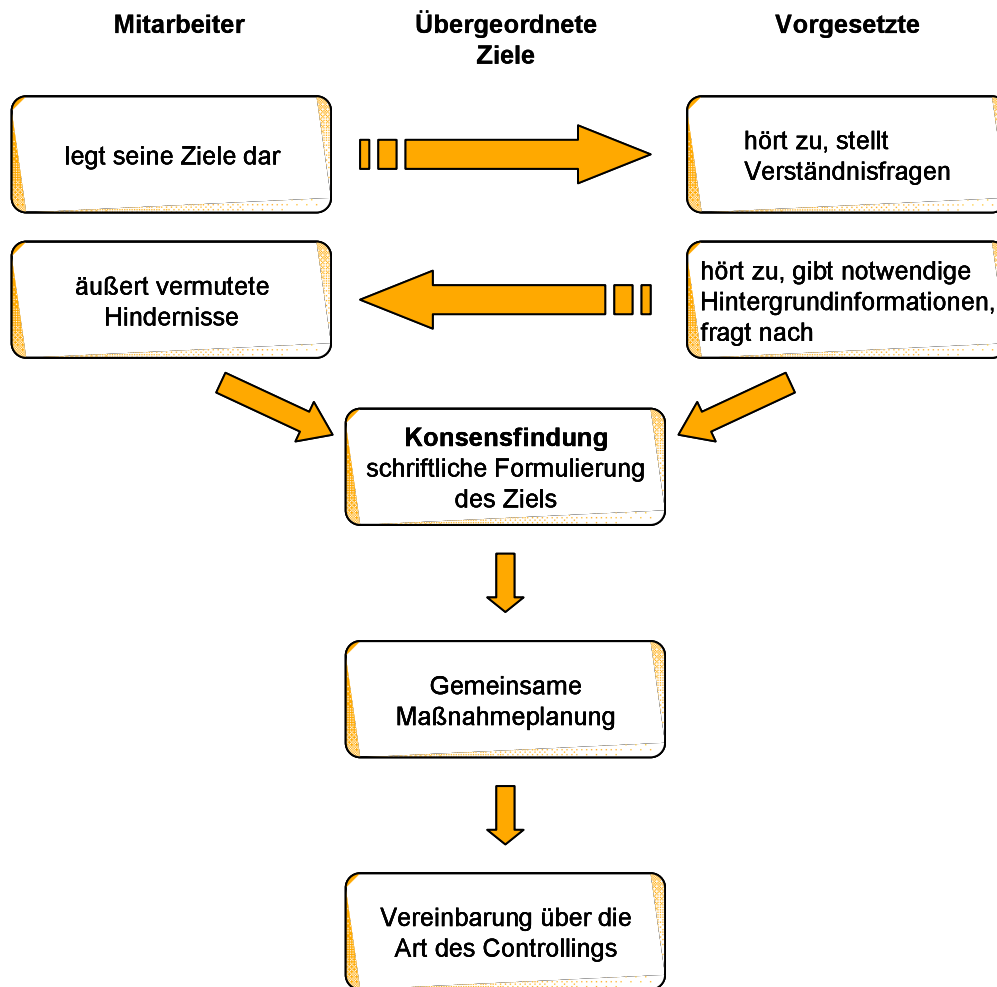 Mitarbeiter
Übergeordnete
Ziele
Vorgesetzte
legt seine Ziele dar
hört zu, stellt
Verständnisfragen
äußert vermutete
Hindernisse
hört zu, gibt notwendige
Hintergrundinformationen,
fragt nach
Konsensfindung
schriftliche Formulierung
des Ziels
Gemeinsame
Maßnahmeplanung
Vereinbarung über die
Art des Controllings